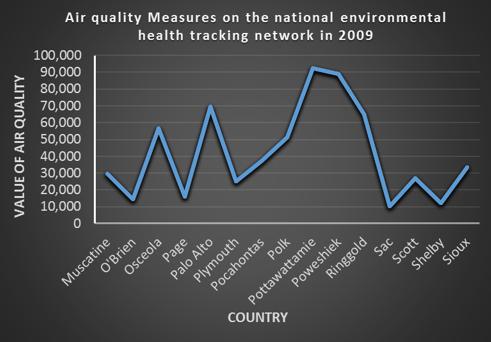 Air quality Measures on the national environmental
health tracking network in 2009
VALUE OF AIR QUALITY
100,000
90,000
80,000
70,000
60,000
50,000
40,000
30,000
20,000
10,000
0
Muscatine
O'Brien
Osceola
Page
Palo Alto
Plymouth
Pocahontas
Polk
Pottawattamie
Poweshiek
Ringgold
Sac
Scott
Shelby
Sioux
COUNTRY